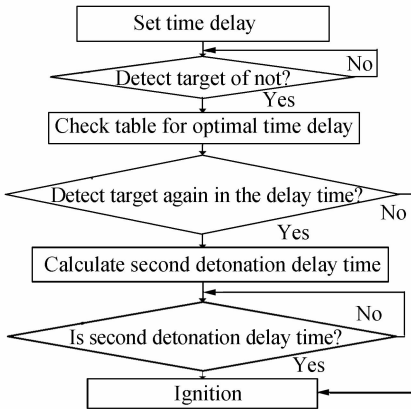 Set time delay
No
Detect target of not?
Yes
Check table for optimal time delay
Detect target again in the delay time?
No
Yes
Calculate second detonation delay time
No
Is second detonation delay time?
Yes
Ignition